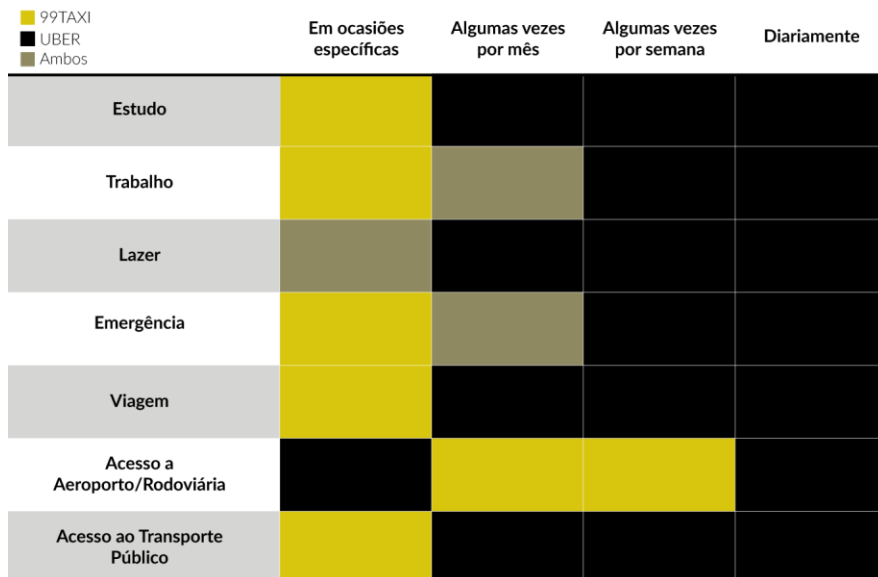 99TAXI
UBER
Ambos
Em ocasiões
específicas
Algumas vezes
por mês
Algumas vezes
por semana
Diariamente
Estudo
Trabalho
Lazer
Emergência
Viagem
Acesso a
Aeroporto/Rodoviária
Acesso ao Transporte
Público